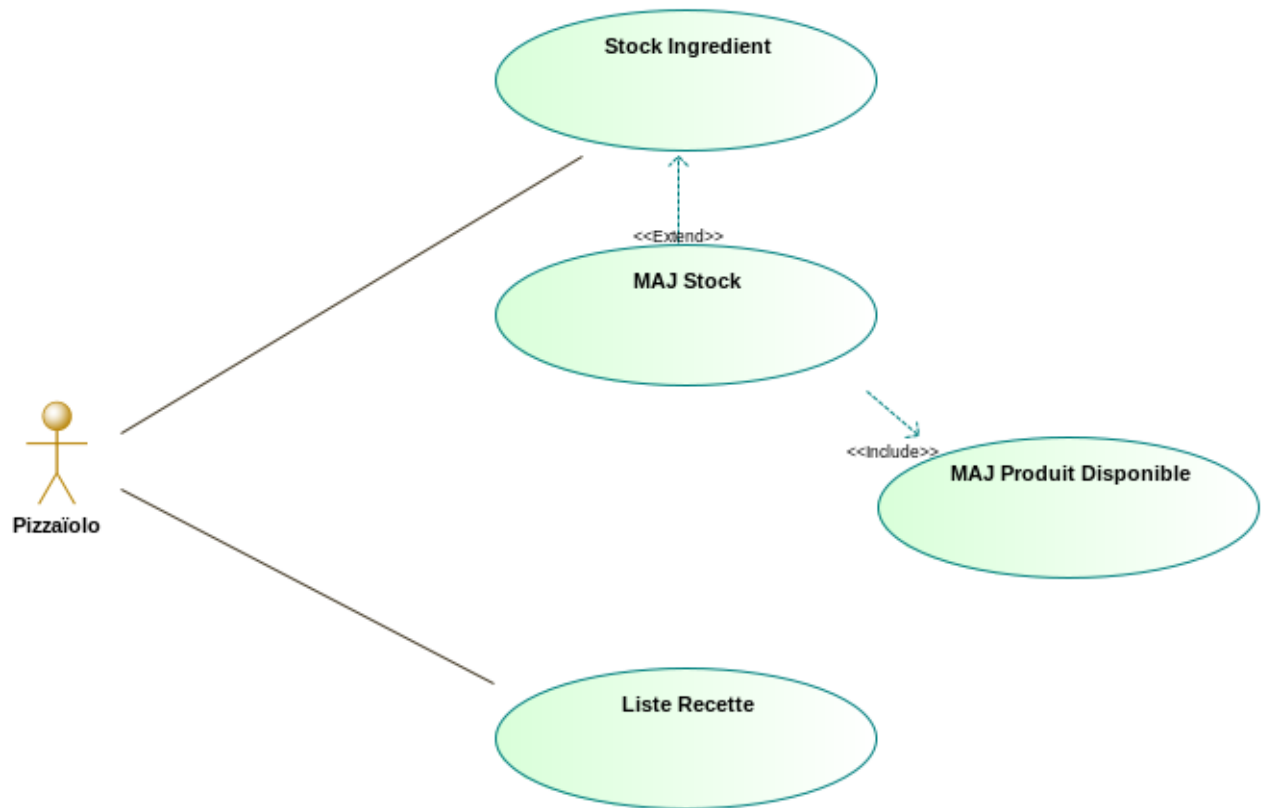 Stock Ingredient
<<Extend>>
MAJ Stock
<<Include>>
MAJ Produit Disponible
Pizzaïolo
Liste Recette